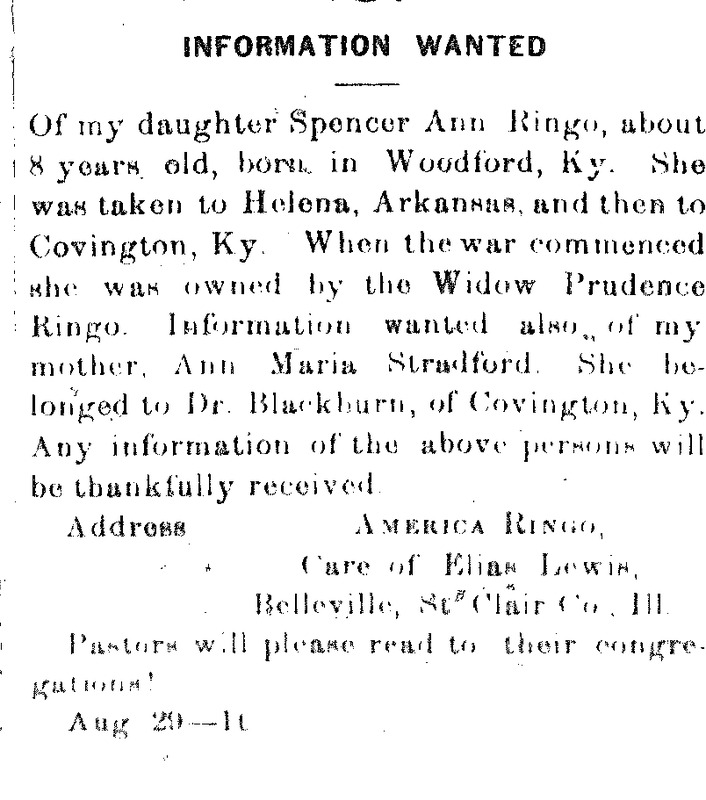 INFORMATION WANTED
Of my daughter Spencer Ann Ringo, about
8 years old, born in Woodford, Ky. She
was taken to Helena, Arkansas, and then to
Covington, Ky. When the war commenced
she was owned by the Widow Prudence
Ringo. Information wanted also, of my
mother, Ann Maria Stradford. She be-
longed to Dr. Blackburn, of Covington, Ky.
Any information of the above persons will
be thankfully received.
Address AMERICA RINGO,
Care of Elias Lewis,
Belleville, St Clair Co., Ill.
Pastors will please read to their congre-
gations!
Aug 29—1t